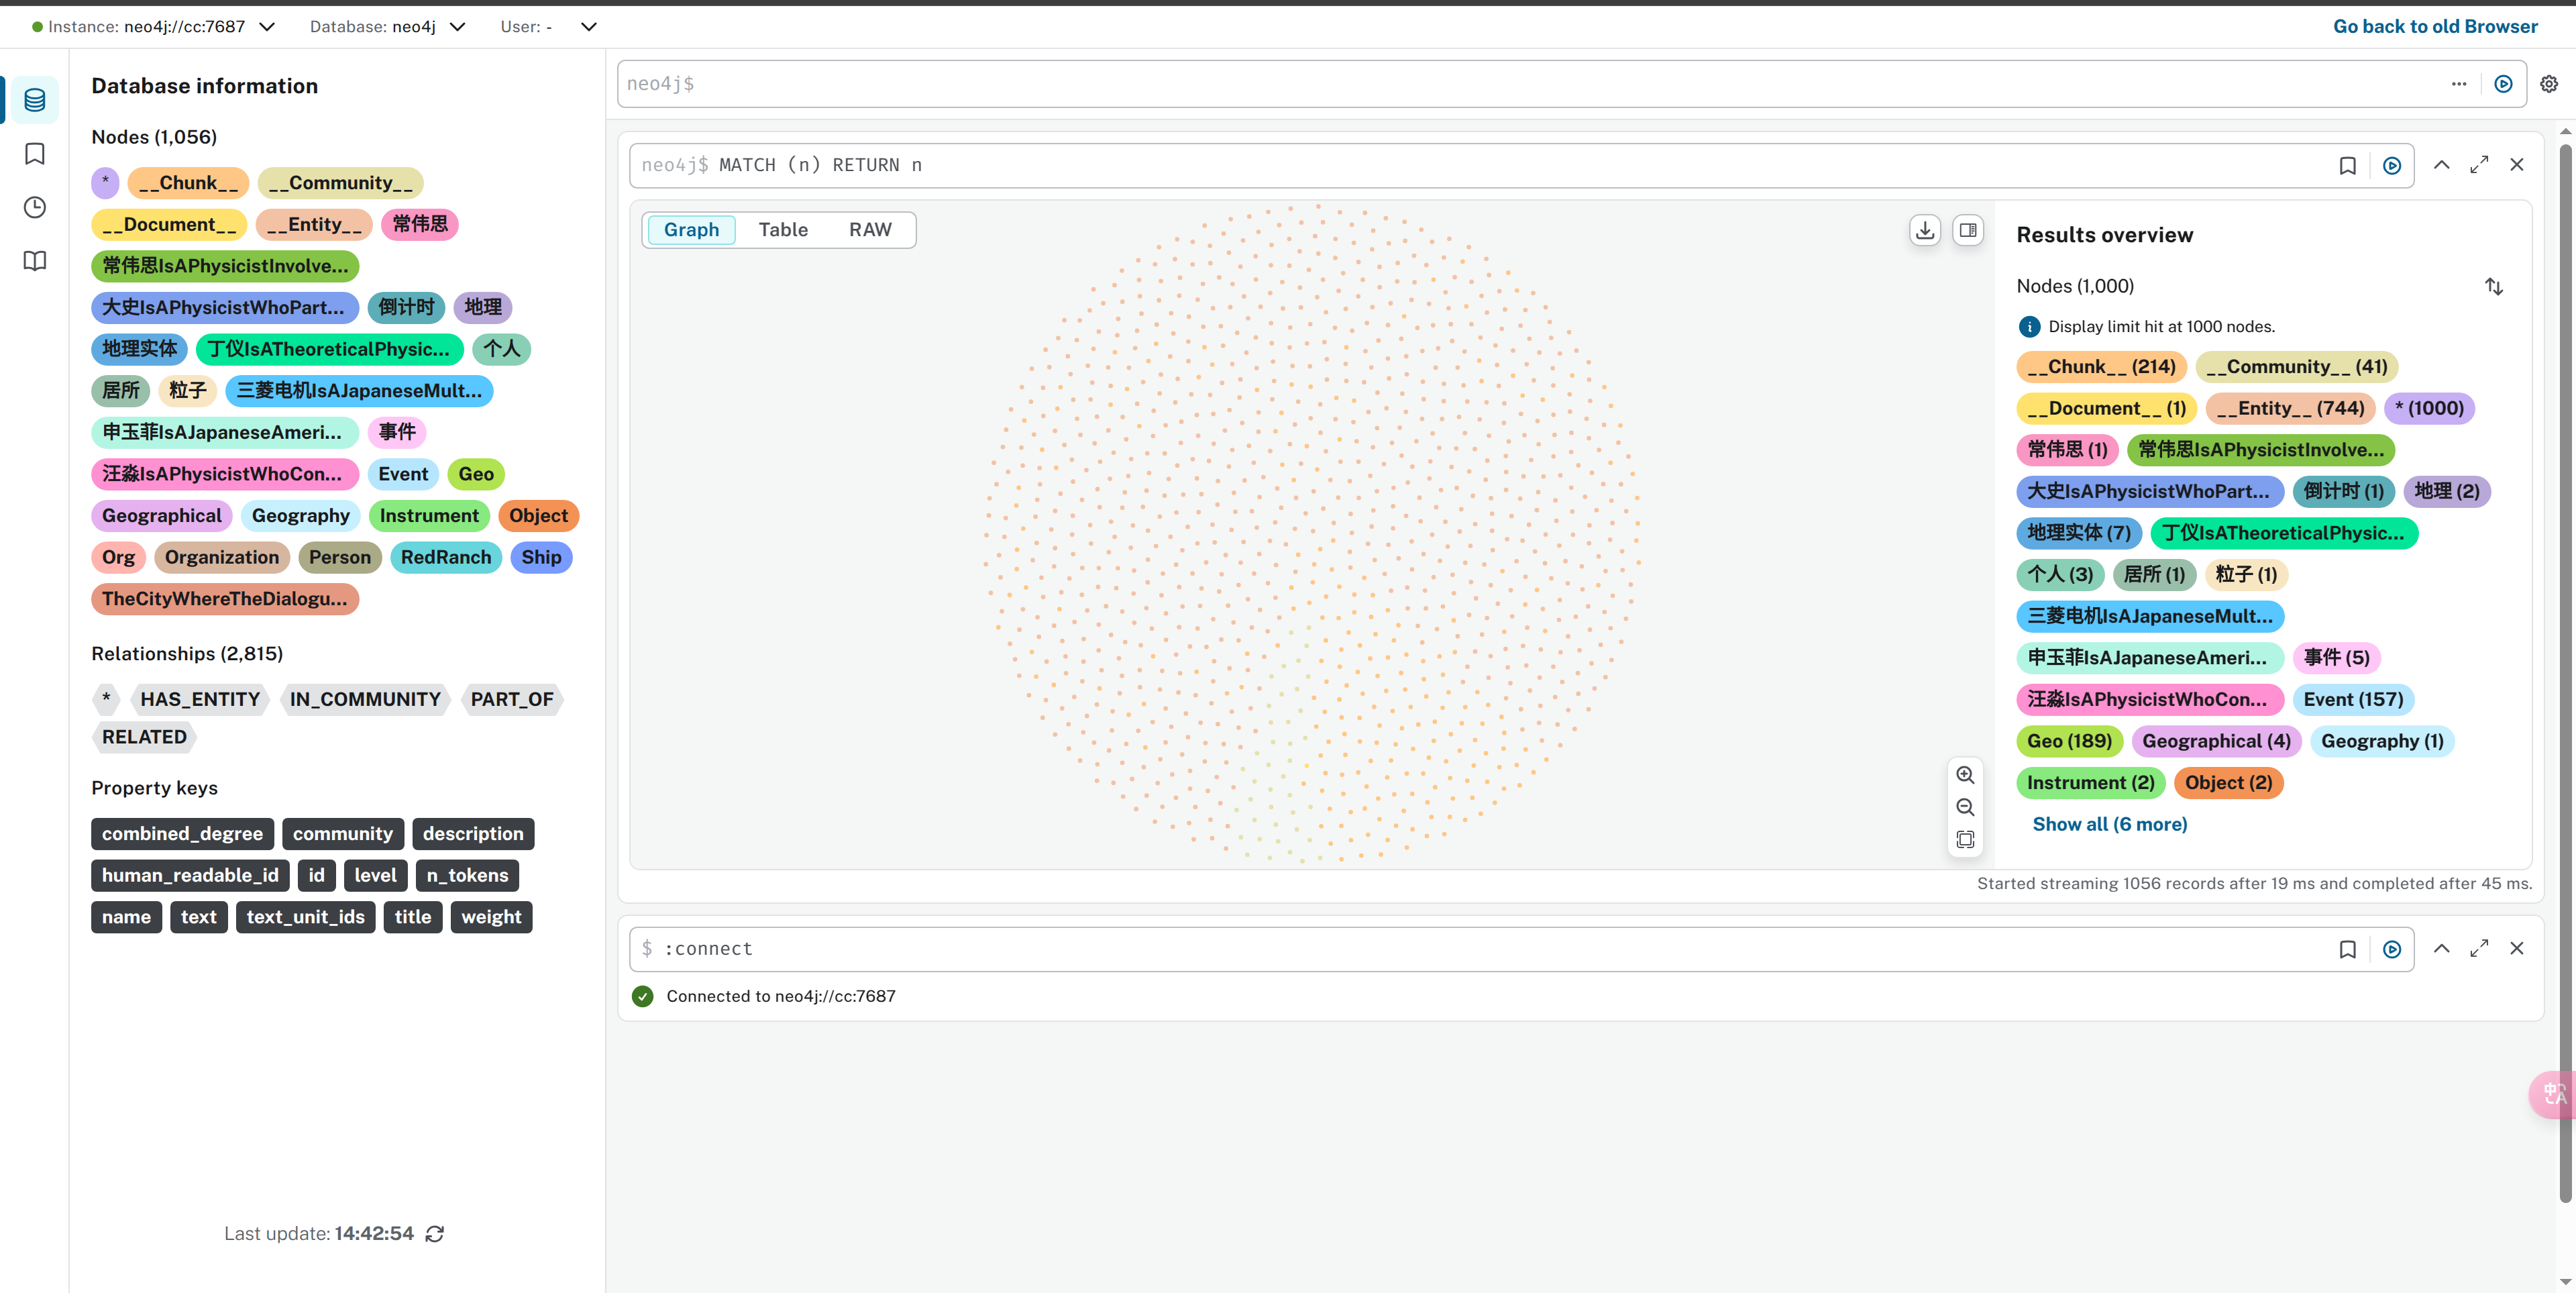 Instance: neo4j://cc:7687 Database: neo4j User: - Go back to old Browser
Database information
Nodes (1,056)
* __Chunk__ __Community__
__Document__ __Entity__ 常伟思
常伟思IsAPhysicistInvolve...
大史IsAPhysicistWhoPart... 倒计时 地理
地理实体 丁仪IsATheoreticalPhysic... 个人
居所 粒子 三菱电机IsAJapaneseMult...
申玉菲IsAJapaneseAmeri... 事件
汪淼IsAPhysicistWhoCon... Event Geo
Geographical Geography Instrument Object
Org Organization Person RedRanch Ship
TheCityWhereTheDialogu...
Relationships (2,815)
* HAS_ENTITY IN_COMMUNITY PART_OF
RELATED
Property keys
combined_degree community description
human_readable_id id level n_tokens
name text text_unit_ids title weight
Last update: 14:42:54
neo4j$
neo4j$ MATCH (n) RETURN n
Graph Table RAW
Results overview
Nodes (1,000)
Display limit hit at 1000 nodes.
__Chunk__ (214) __Community__ (41)
__Document__ (1) __Entity__ (744) * (1000)
常伟思 (1) 常伟思IsAPhysicistInvolve...
大史IsAPhysicistWhoPart... 倒计时 (1) 地理 (2)
地理实体 (7) 丁仪IsATheoreticalPhysic...
个人 (3) 居所 (1) 粒子 (1)
三菱电机IsAJapaneseMult...
申玉菲IsAJapaneseAmeri... 事件 (5)
汪淼IsAPhysicistWhoCon... Event (157)
Geo (189) Geographical (4) Geography (1)
Instrument (2) Object (2)
Show all (6 more)
Started streaming 1056 records after 19 ms and completed after 45 ms.
$ :connect
Connected to neo4j://cc:7687
中A